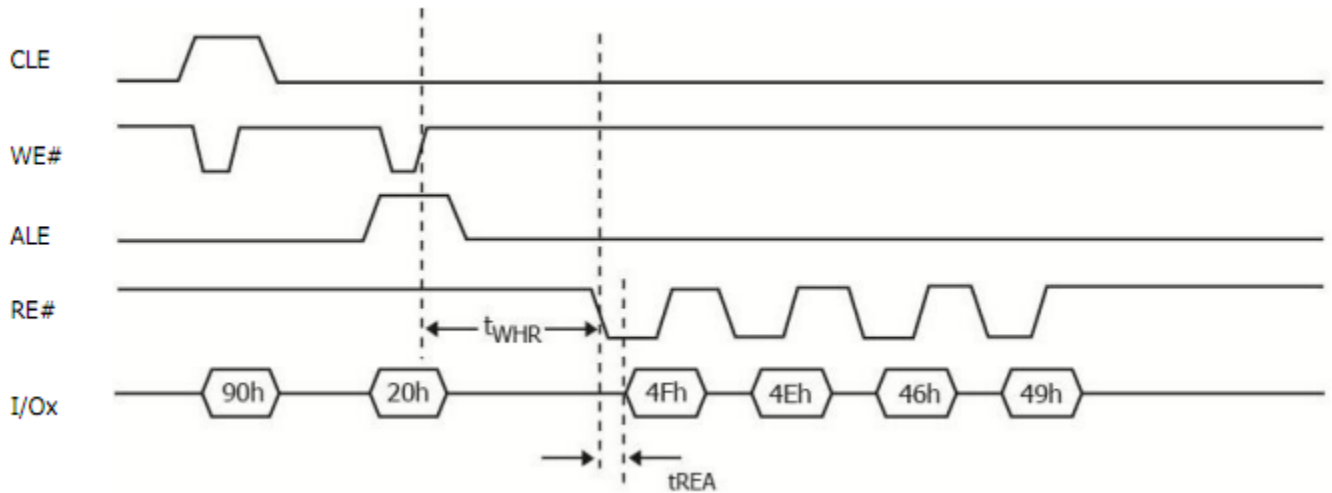 CLE
WE#
ALE
RE#
tWHR
I/Ox
90h 20h 4Fh 4Eh 46h 49h
tREA